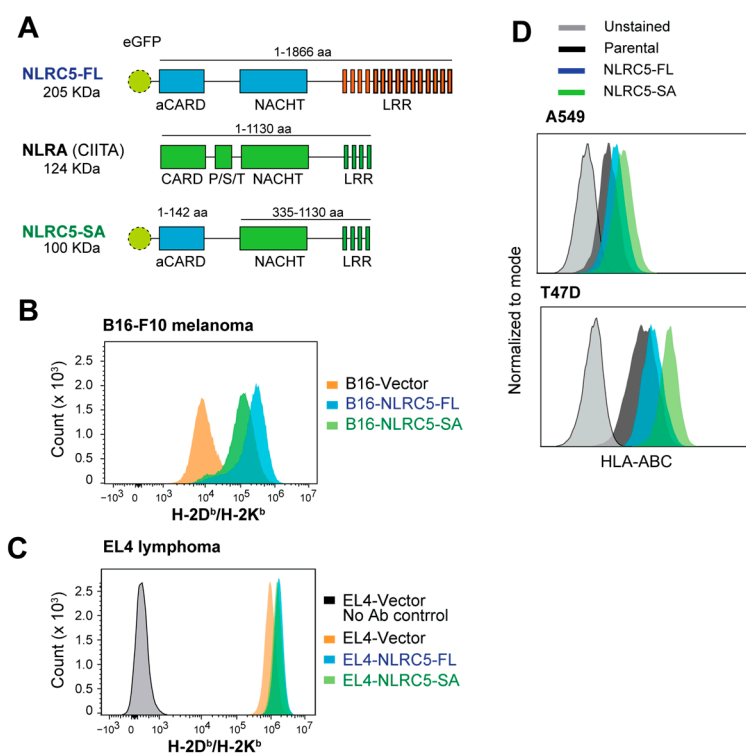 A
eGFP
1-1866 aa
NLRC5-FL
205 KDa
aCARD
NACHT
LRR
1-1130 aa
NLRA (CIITA)
124 KDa
CARD
P/S/T
NACHT
LRR
1-142 aa
335-1130 aa
NLRC5-SA
100 KDa
aCARD
NACHT
LRR
B
B16-F10 melanoma
Count (x 10³)
2.5
2.0
1.5
1.0
0.5
0
−10³
0
10³
10⁴
10⁵
10⁶
10⁷
H-2Dᵇ/H-2Kᵇ
B16-Vector
B16-NLRC5-FL
B16-NLRC5-SA
C
EL4 lymphoma
Count (x 10³)
2.5
2.0
1.5
1.0
0.5
0
−10³
0
10³
10⁴
10⁵
10⁶
10⁷
H-2Dᵇ/H-2Kᵇ
EL4-Vector
No Ab contrrol
EL4-Vector
EL4-NLRC5-FL
EL4-NLRC5-SA
D
Unstained
Parental
NLRC5-FL
NLRC5-SA
A549
T47D
Normalized to mode
HLA-ABC